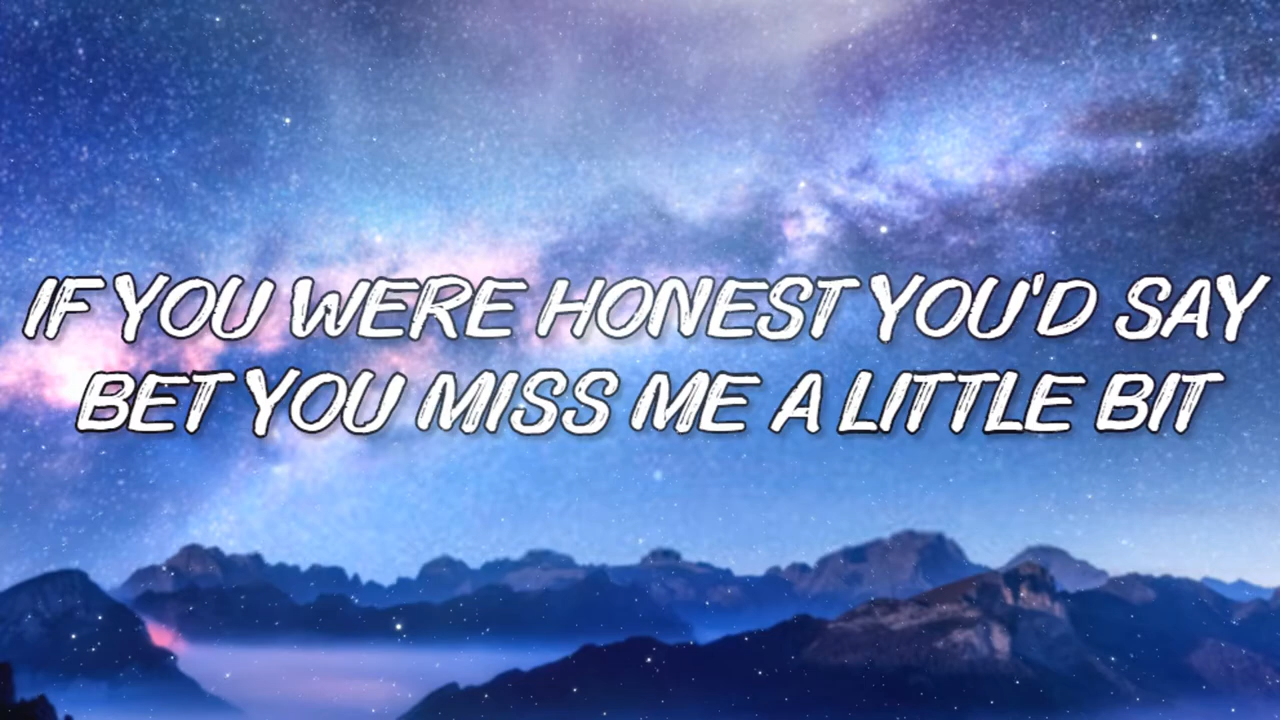 IF YOU WERE HONEST YOU'D SAY
BET YOU MISS ME A LITTLE BIT